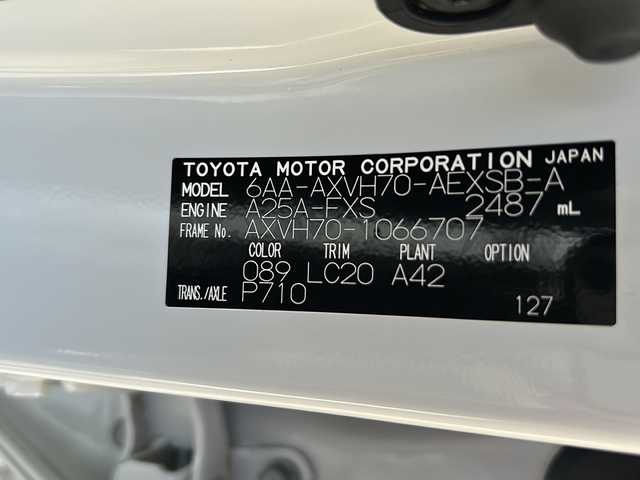 TOYOTA MOTOR CORPORATION JAPAN
MODEL 6AA-AXVH70-AEXSB-A
ENGINE A25A-FXS 2487 mL
FRAME No. AXVH70-1066707
COLOR TRIM PLANT OPTION
089 LC20 A42
TRANS./AXLE P710 127